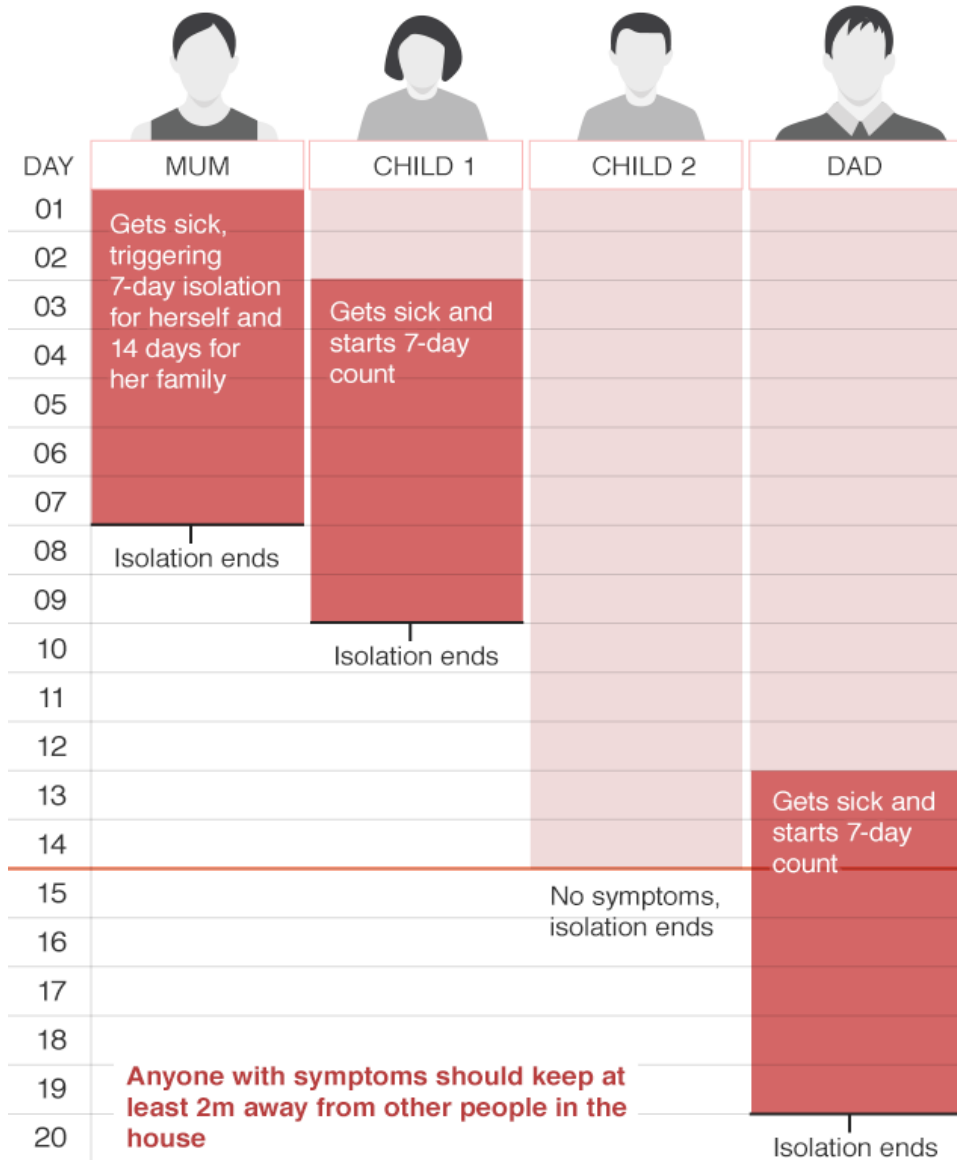 DAY MUM CHILD 1 CHILD 2 DAD
01
Gets sick,
02
triggering
7-day isolation
03
for herself and
Gets sick and
04
14 days for
starts 7-day
her family
count
05
06
07
08
Isolation ends
09
10
Isolation ends
11
12
13
Gets sick and
14
starts 7-day
count
15
No symptoms,
16
isolation ends
17
18
19
Anyone with symptoms should keep at
least 2m away from other people in the
house
20
Isolation ends